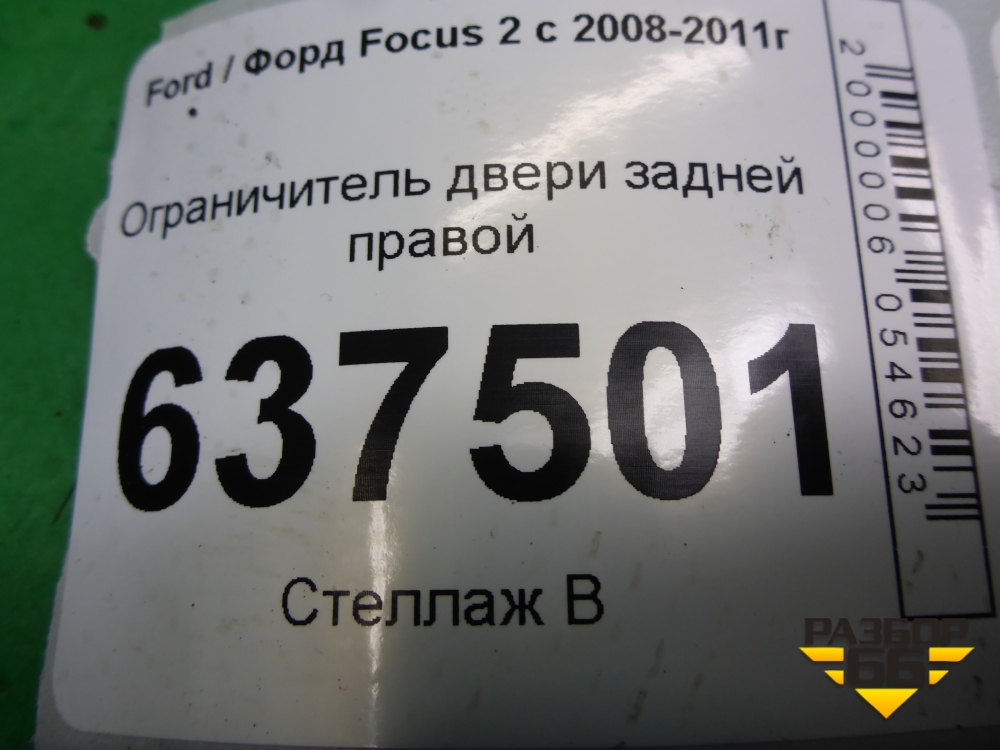 Ford / Форд Focus 2 с 2008-2011г
Ограничитель двери задней
правой
637501
Стеллаж В
2000006054623
РАЗБОР
66